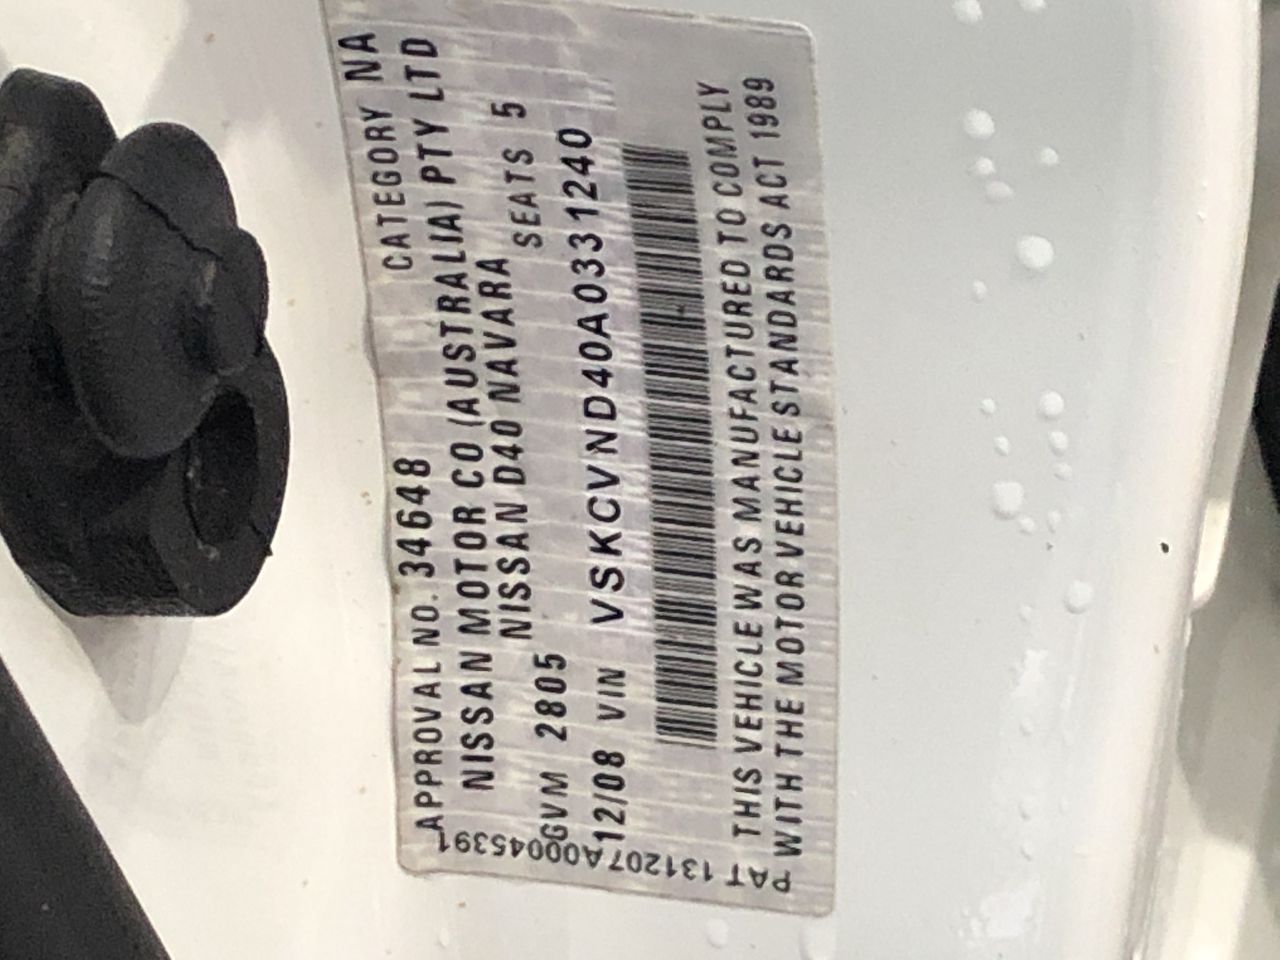 APPROVAL NO. 34648 CATEGORY NA
NISSAN MOTOR CO (AUSTRALIA) PTY LTD
NISSAN D40 NAVARA
GVM 2805 SEATS 5
12/08 VIN VSKCVND40A0331240
THIS VEHICLE WAS MANUFACTURED TO COMPLY
WITH THE MOTOR VEHICLE STANDARDS ACT 1989
PAT 131207A00045391